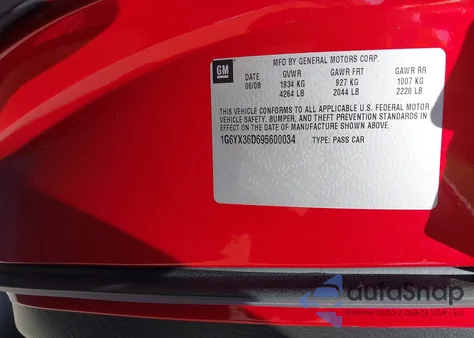 GM
MFD BY GENERAL MOTORS CORP.
DATE GVWR GAWR FRT GAWR RR
06/08 1934 KG 927 KG 1007 KG
4264 LB 2044 LB 2220 LB
THIS VEHICLE CONFORMS TO ALL APPLICABLE U.S. FEDERAL MOTOR
VEHICLE SAFETY, BUMPER, AND THEFT PREVENTION STANDARDS IN
EFFECT ON THE DATE OF MANUFACTURE SHOWN ABOVE.
1G6YX36D695600034 TYPE: PASS CAR
autoSnap